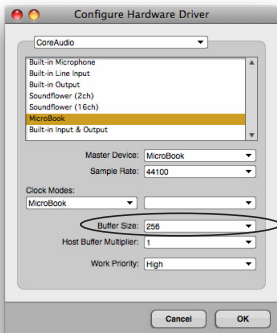 Configure Hardware Driver
CoreAudio
Built-in Microphone
Built-in Line Input
Built-in Output
Soundflower (2ch)
Soundflower (16ch)
MicroBook
Built-in Input & Output
Master Device: MicroBook
Sample Rate: 44100
Clock Modes:
MicroBook
Buffer Size: 256
Host Buffer Multiplier: 1
Work Priority: High
Cancel OK